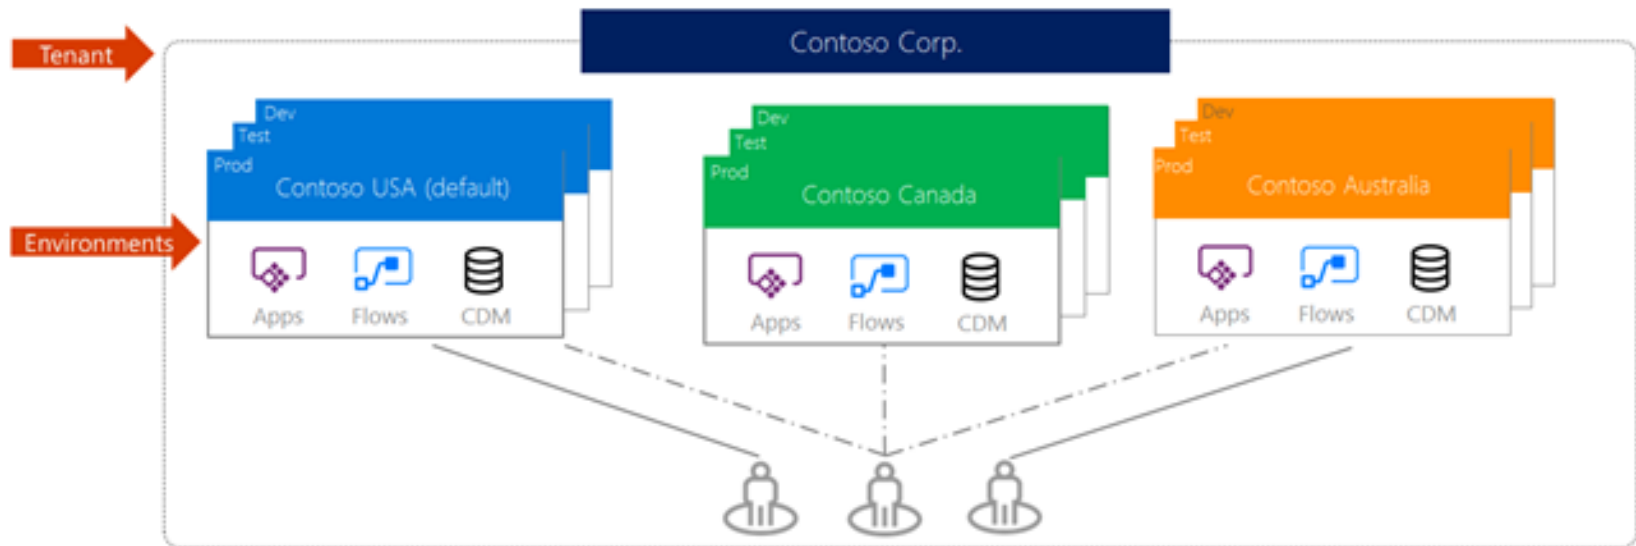 Contoso Corp.
Tenant
Dev
Test
Prod
Contoso USA (default)
Apps
Flows
CDM
Dev
Test
Prod
Contoso Canada
Apps
Flows
CDM
Dev
Test
Prod
Contoso Australia
Apps
Flows
CDM
Environments